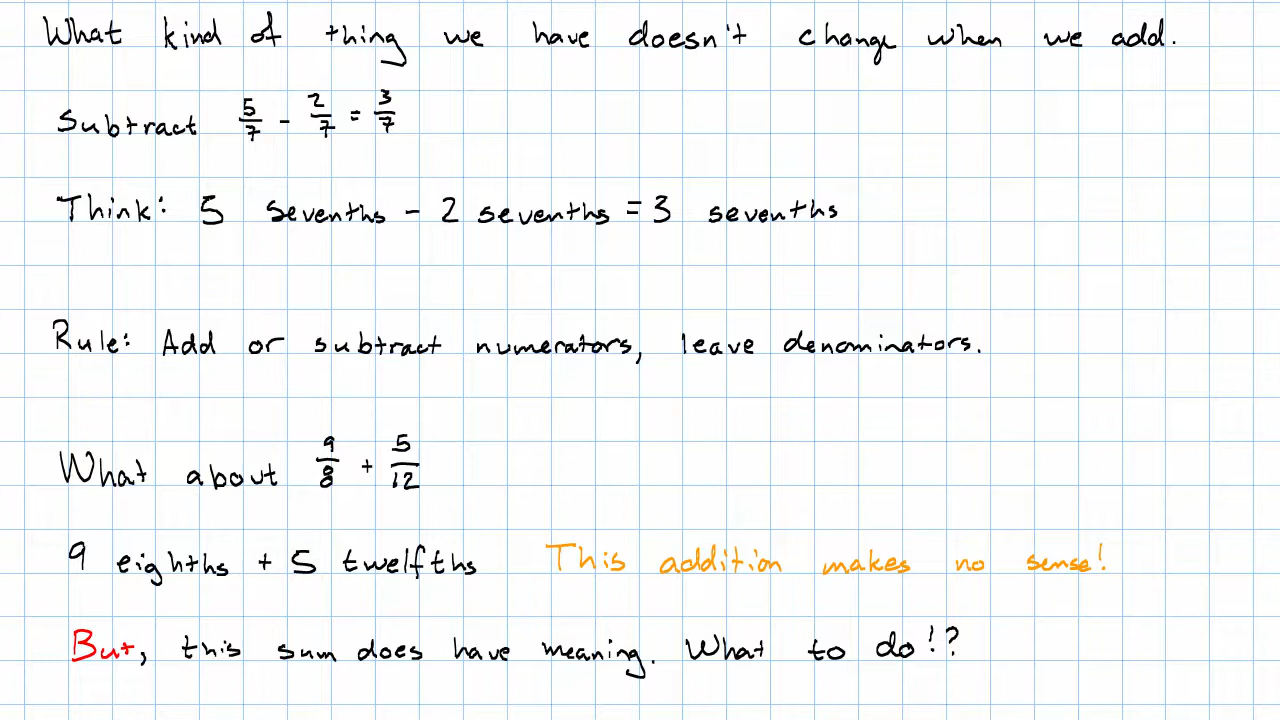 What kind of thing we have doesn't change when we add.
Subtract 5/7 - 2/7 = 3/7
Think: 5 sevenths - 2 sevenths = 3 sevenths
Rule: Add or subtract numerators, leave denominators.
What about 9/8 + 5/12
9 eighths + 5 twelfths This addition makes no sense!
But, this sum does have meaning. What to do!?